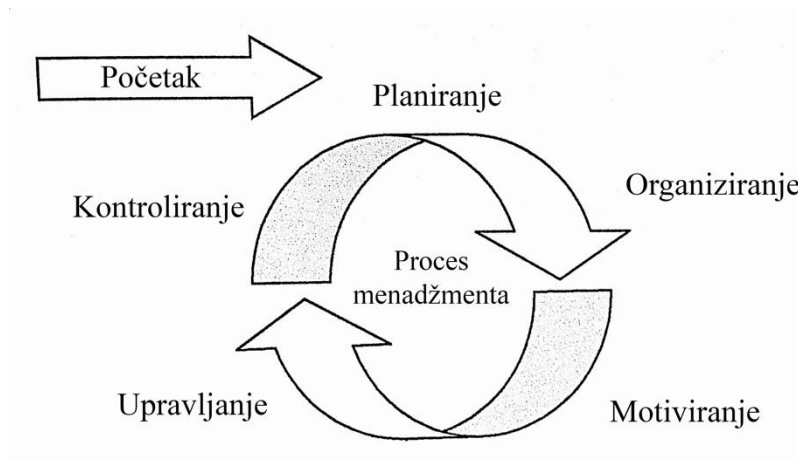 Početak
Planiranje
Organiziranje
Kontroliranje
Proces
menadžmenta
Upravljanje
Motiviranje